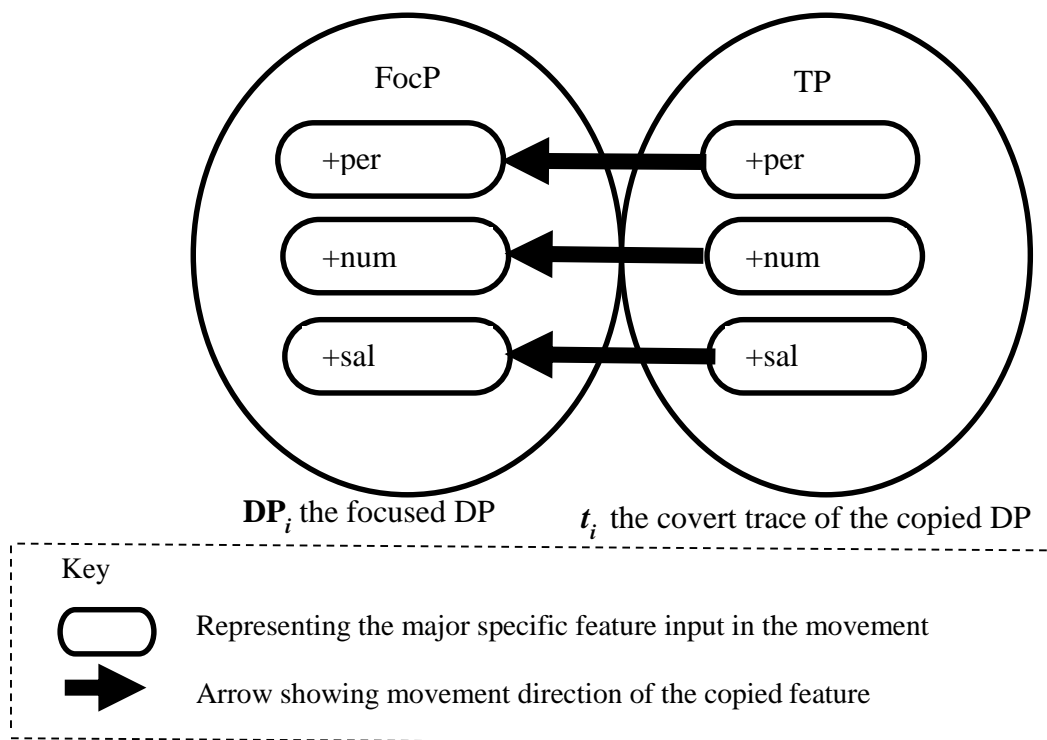 FocP TP
+per +per
+num +num
+sal +sal
DPi the focused DP ti the covert trace of the copied DP
Key
Representing the major specific feature input in the movement
Arrow showing movement direction of the copied feature